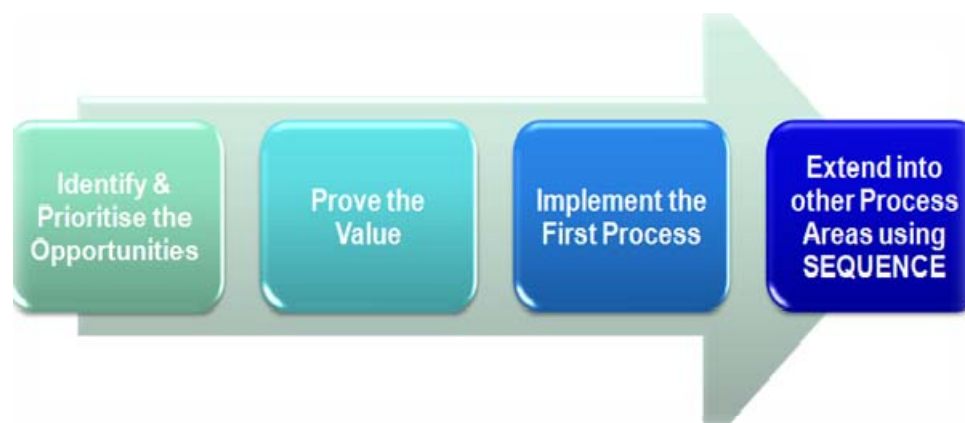 Identify &
Prioritise the
Opportunities
Prove the
Value
Implement the
First Process
Extend into
other Process
Areas using
SEQUENCE